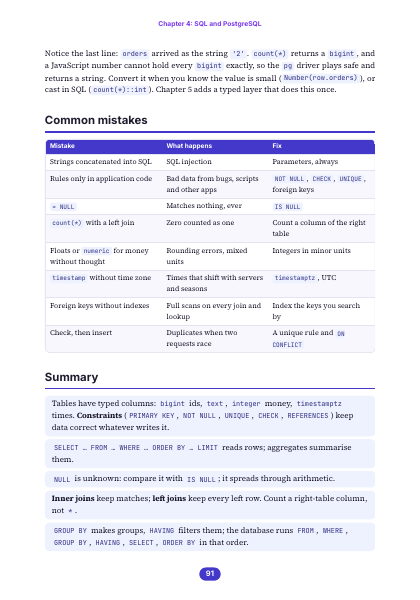 Chapter 4: SQL and PostgreSQL
Notice the last line: orders arrived as the string '2'. count(*) returns a bigint, and
a JavaScript number cannot hold every bigint exactly, so the pg driver plays safe and
returns a string. Convert it when you know the value is small (Number(row.orders)), or
cast in SQL (count(*)::int). Chapter 5 adds a typed layer that does this once.
Common mistakes
Mistake What happens Fix
Strings concatenated into SQL SQL injection Parameters, always
Rules only in application code Bad data from bugs, scripts and other apps NOT NULL, CHECK, UNIQUE, foreign keys
= NULL Matches nothing, ever IS NULL
count(*) with a left join Zero counted as one Count a column of the right table
Floats or numeric for money without thought Rounding errors, mixed units Integers in minor units
timestamp without time zone Times that shift with servers and seasons timestamptz, UTC
Foreign keys without indexes Full scans on every join and lookup Index the keys you search by
Check, then insert Duplicates when two requests race A unique rule and ON CONFLICT
Summary
Tables have typed columns: bigint ids, text, integer money, timestamptz
times. Constraints (PRIMARY KEY, NOT NULL, UNIQUE, CHECK, REFERENCES) keep
data correct whatever writes it.
SELECT … FROM … WHERE … ORDER BY … LIMIT reads rows; aggregates summarise
them.
NULL is unknown: compare it with IS NULL; it spreads through arithmetic.
Inner joins keep matches; left joins keep every left row. Count a right-table column,
not *.
GROUP BY makes groups, HAVING filters them; the database runs FROM, WHERE,
GROUP BY, HAVING, SELECT, ORDER BY in that order.
91